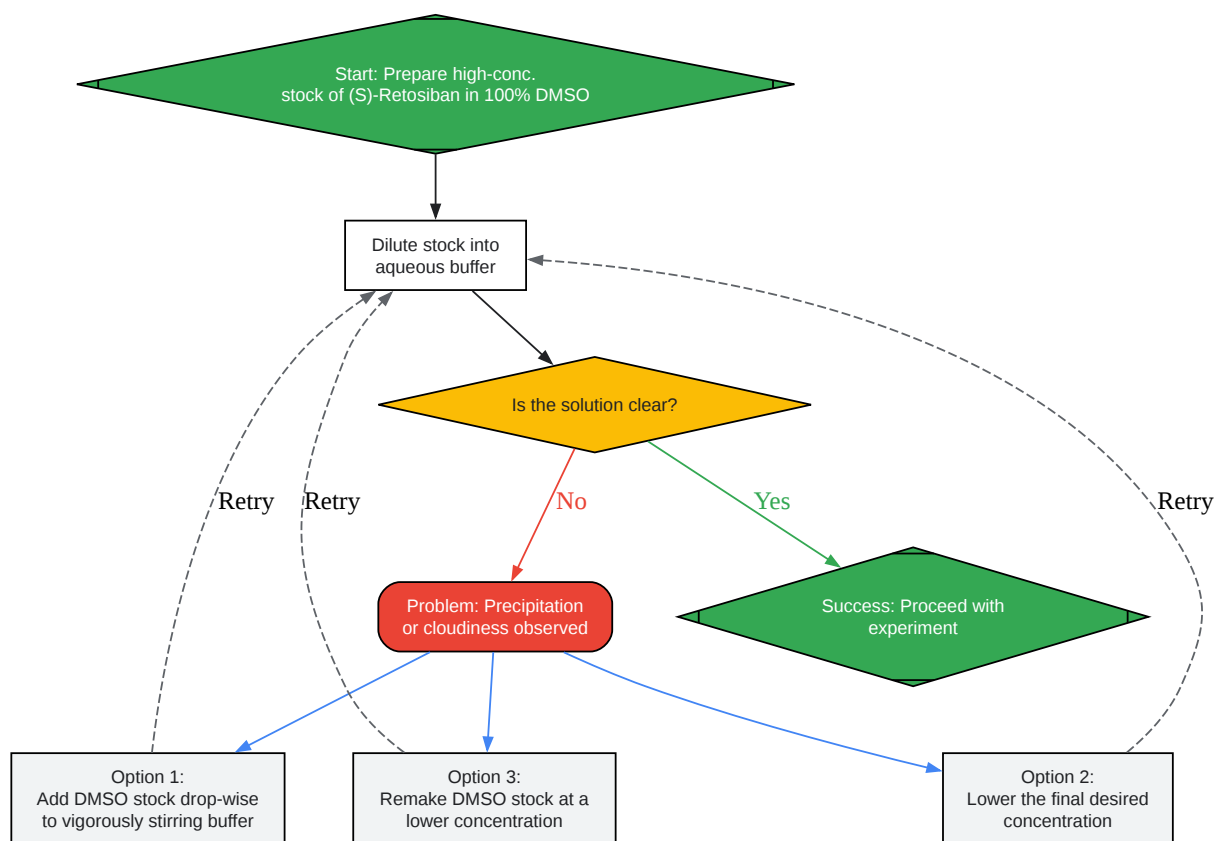 Start: Prepare high-conc.
stock of (S)-Retosiban in 100% DMSO
Dilute stock into
aqueous buffer
Is the solution clear?
Retry
Retry
No
Yes
Retry
Problem: Precipitation
or cloudiness observed
Success: Proceed with
experiment
Option 1:
Add DMSO stock drop-wise
to vigorously stirring buffer
Option 3:
Remake DMSO stock at a
lower concentration
Option 2:
Lower the final desired
concentration